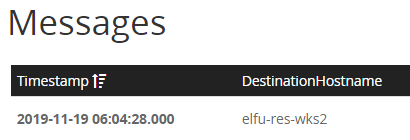 Messages
Timestamp DestinationHostname
2019-11-19 06:04:28.000 elfu-res-wks2